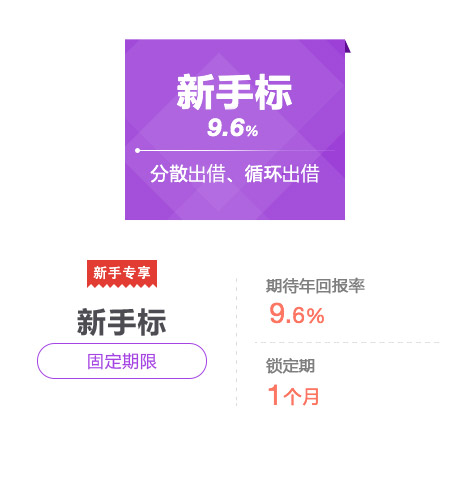 新手标
9.6%
分散出借、循环出借
新手专享
新手标
固定期限
期待年回报率
9.6%
锁定期
1个月